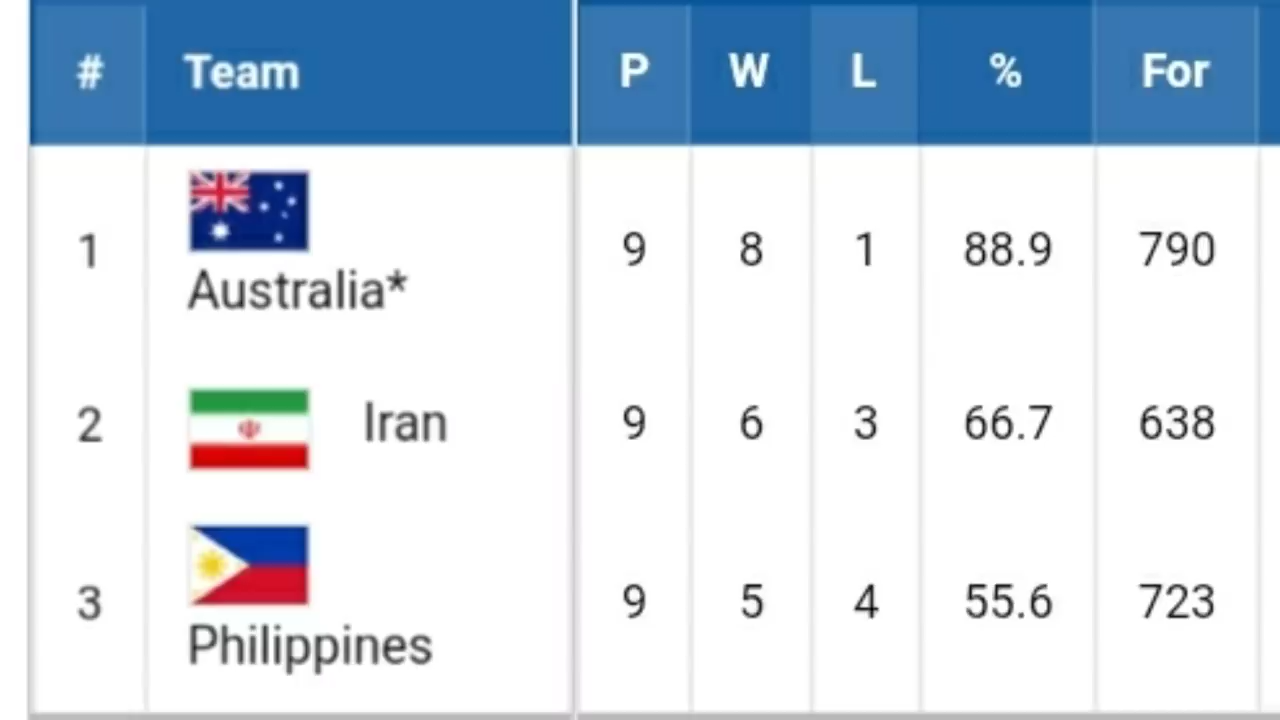 # Team P W L % For
1 Australia* 9 8 1 88.9 790
2 Iran 9 6 3 66.7 638
3 Philippines 9 5 4 55.6 723